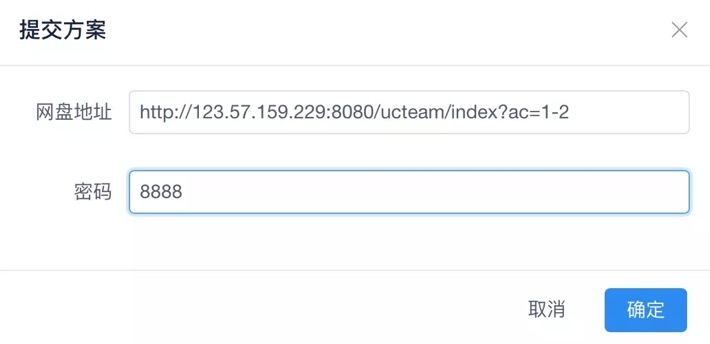 提交方案
网盘地址 http://123.57.159.229:8080/ucteam/index?ac=1-2
密码 8888
取消 确定